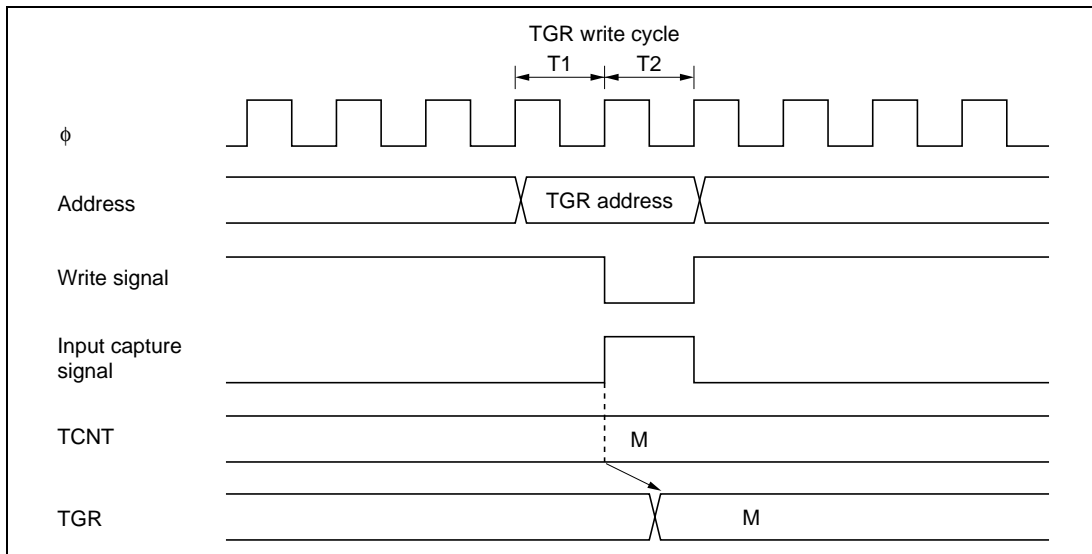 TGR write cycle
T1 T2
ϕ
Address
TGR address
Write signal
Input capture
signal
TCNT
M
TGR
M